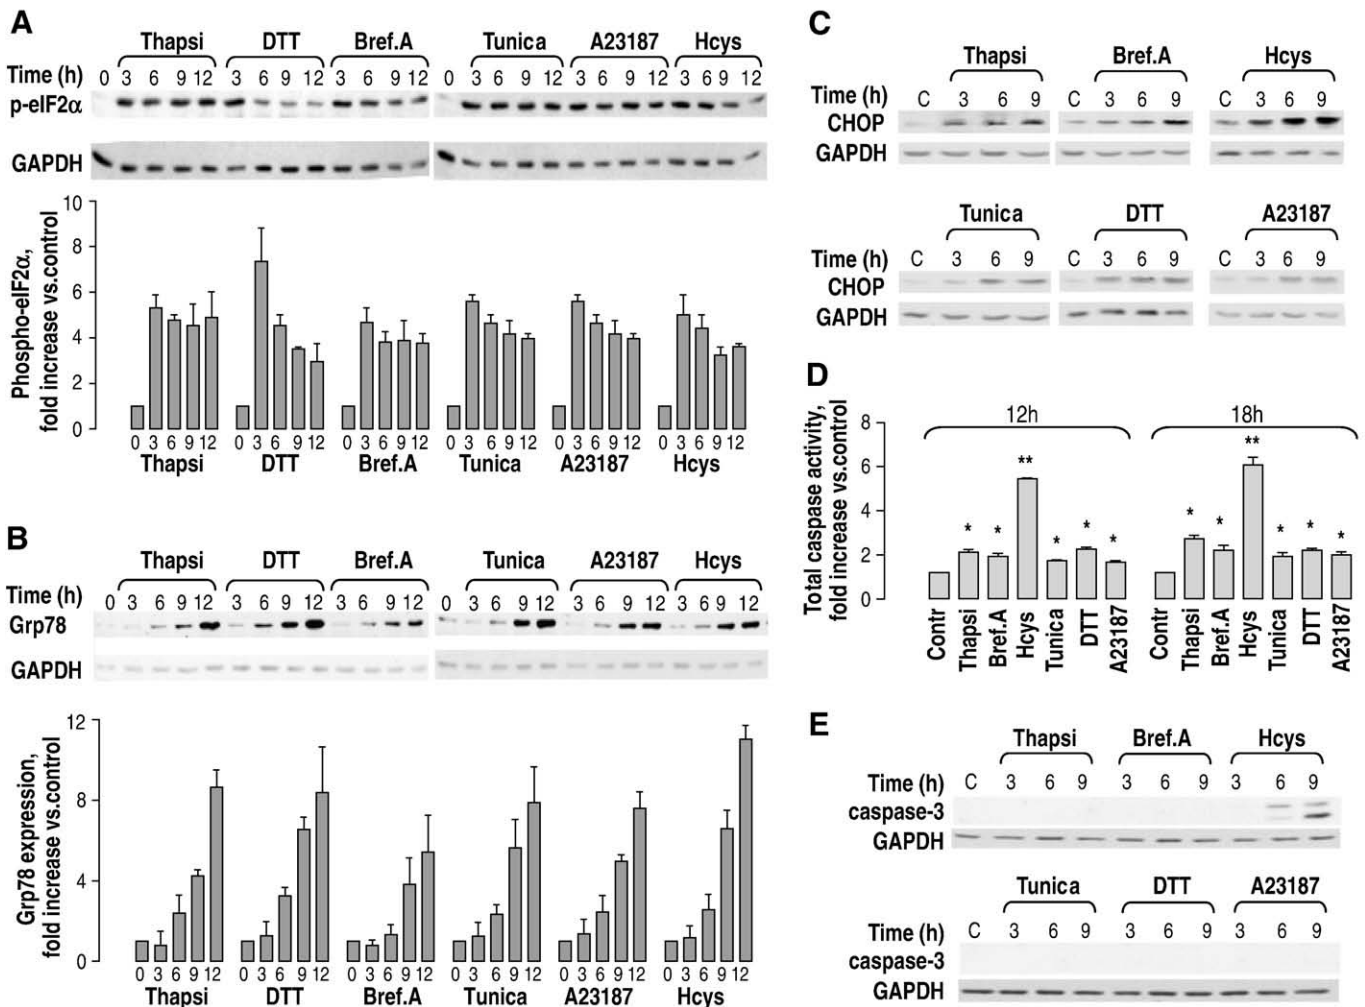 A
Thapsi DTT Bref.A Tunica A23187 Hcys
Time (h) 0 3 6 9 12 3 6 9 12 3 6 9 12 0 3 6 9 12 3 6 9 12 3 6 9 12
p-eIF2α
GAPDH
Phospho-eIF2α,
fold increase vs.control
10
8
6
4
2
0
0 3 6 9 12 0 3 6 9 12 0 3 6 9 12 0 3 6 9 12 0 3 6 9 12 0 3 6 9 12
Thapsi DTT Bref.A Tunica A23187 Hcys
B
Thapsi DTT Bref.A Tunica A23187 Hcys
Time (h) 0 3 6 9 12 3 6 9 12 3 6 9 12 0 3 6 9 12 3 6 9 12 3 6 9 12
Grp78
GAPDH
Grp78 expression,
fold increase vs.control
12
8
4
0
0 3 6 9 12 0 3 6 9 12 0 3 6 9 12 0 3 6 9 12 0 3 6 9 12 0 3 6 9 12
Thapsi DTT Bref.A Tunica A23187 Hcys
C
Thapsi Bref.A Hcys
Time (h) C 3 6 9 C 3 6 9 C 3 6 9
CHOP
GAPDH
Tunica DTT A23187
Time (h) C 3 6 9 C 3 6 9 C 3 6 9
CHOP
GAPDH
D
Total caspase activity,
fold increase vs.control
8
6
4
2
0
12h 18h
* * ** * * * * * ** * * *
Contr Thapsi Bref.A Hcys Tunica DTT A23187 Contr Thapsi Bref.A Hcys Tunica DTT A23187
E
Thapsi Bref.A Hcys
Time (h) C 3 6 9 3 6 9 3 6 9
caspase-3
GAPDH
Tunica DTT A23187
Time (h) C 3 6 9 3 6 9 3 6 9
caspase-3
GAPDH